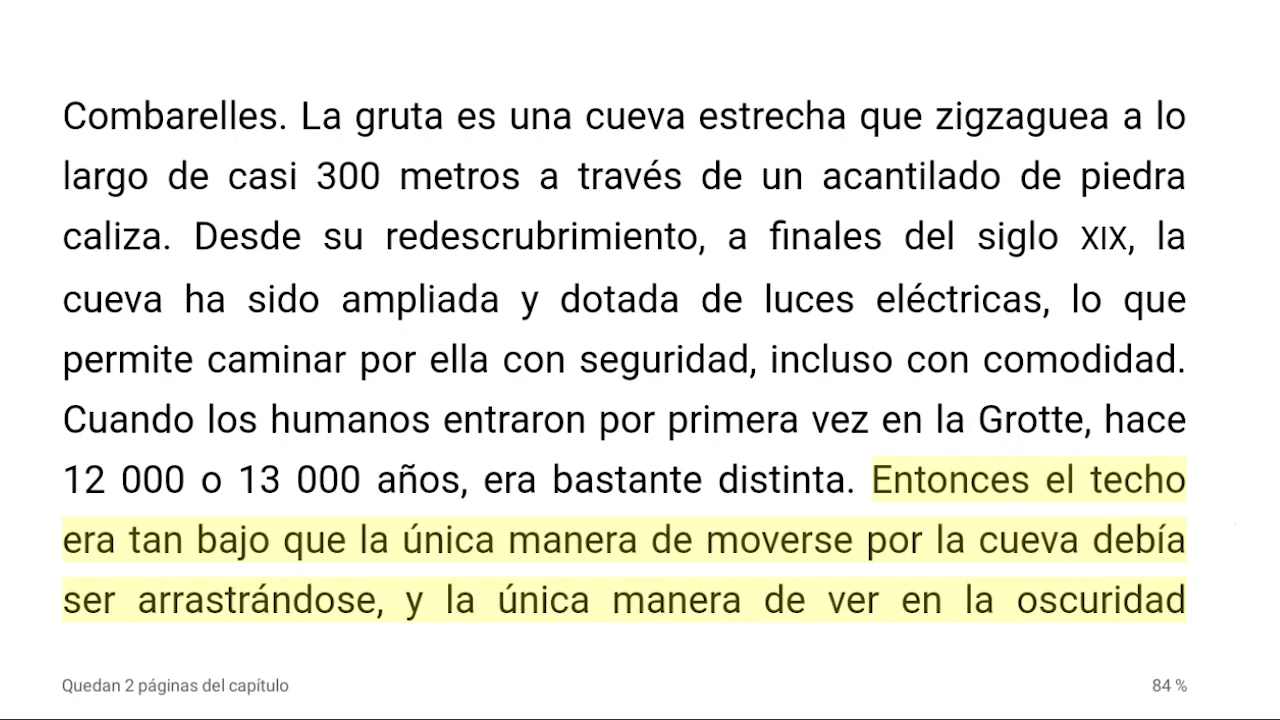 Combarelles. La gruta es una cueva estrecha que zigzaguea a lo
largo de casi 300 metros a través de un acantilado de piedra
caliza. Desde su redescrubrimiento, a finales del siglo XIX, la
cueva ha sido ampliada y dotada de luces eléctricas, lo que
permite caminar por ella con seguridad, incluso con comodidad.
Cuando los humanos entraron por primera vez en la Grotte, hace
12 000 o 13 000 años, era bastante distinta. Entonces el techo
era tan bajo que la única manera de moverse por la cueva debía
ser arrastrándose, y la única manera de ver en la oscuridad
Quedan 2 páginas del capítulo
84 %